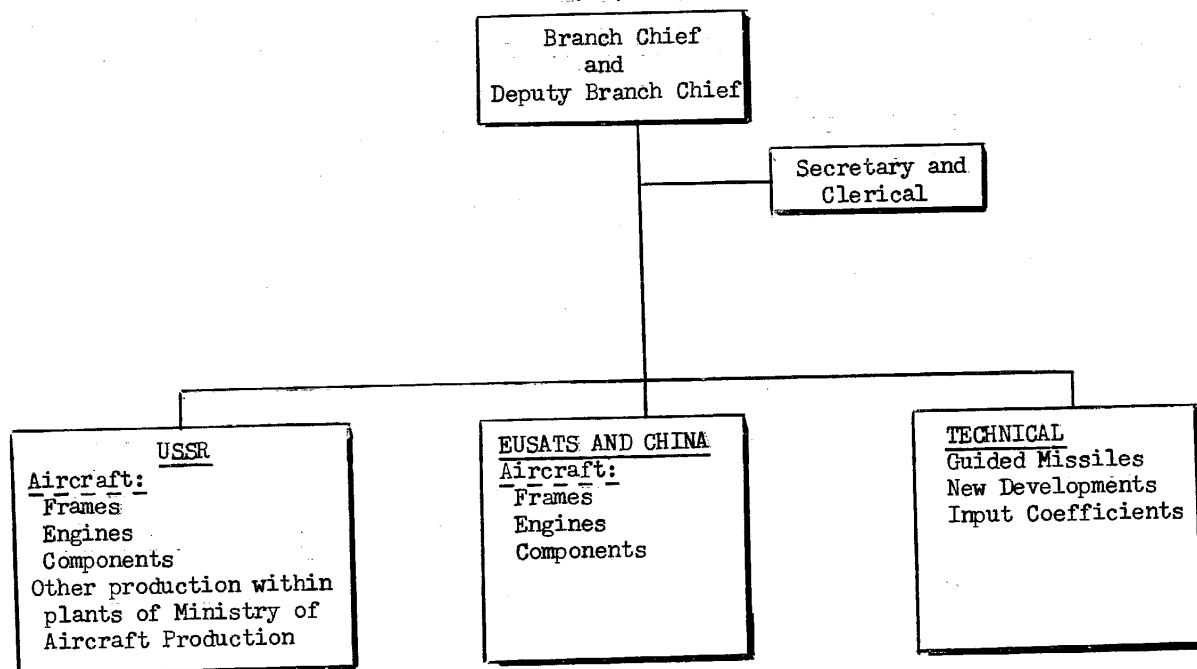 Branch Chief
and
Deputy Branch Chief
Secretary and
Clerical
USSR
Aircraft:
Frames
Engines
Components
Other production within
plants of Ministry of
Aircraft Production
EUSATS AND CHINA
Aircraft:
Frames
Engines
Components
TECHNICAL
Guided Missiles
New Developments
Input Coefficients